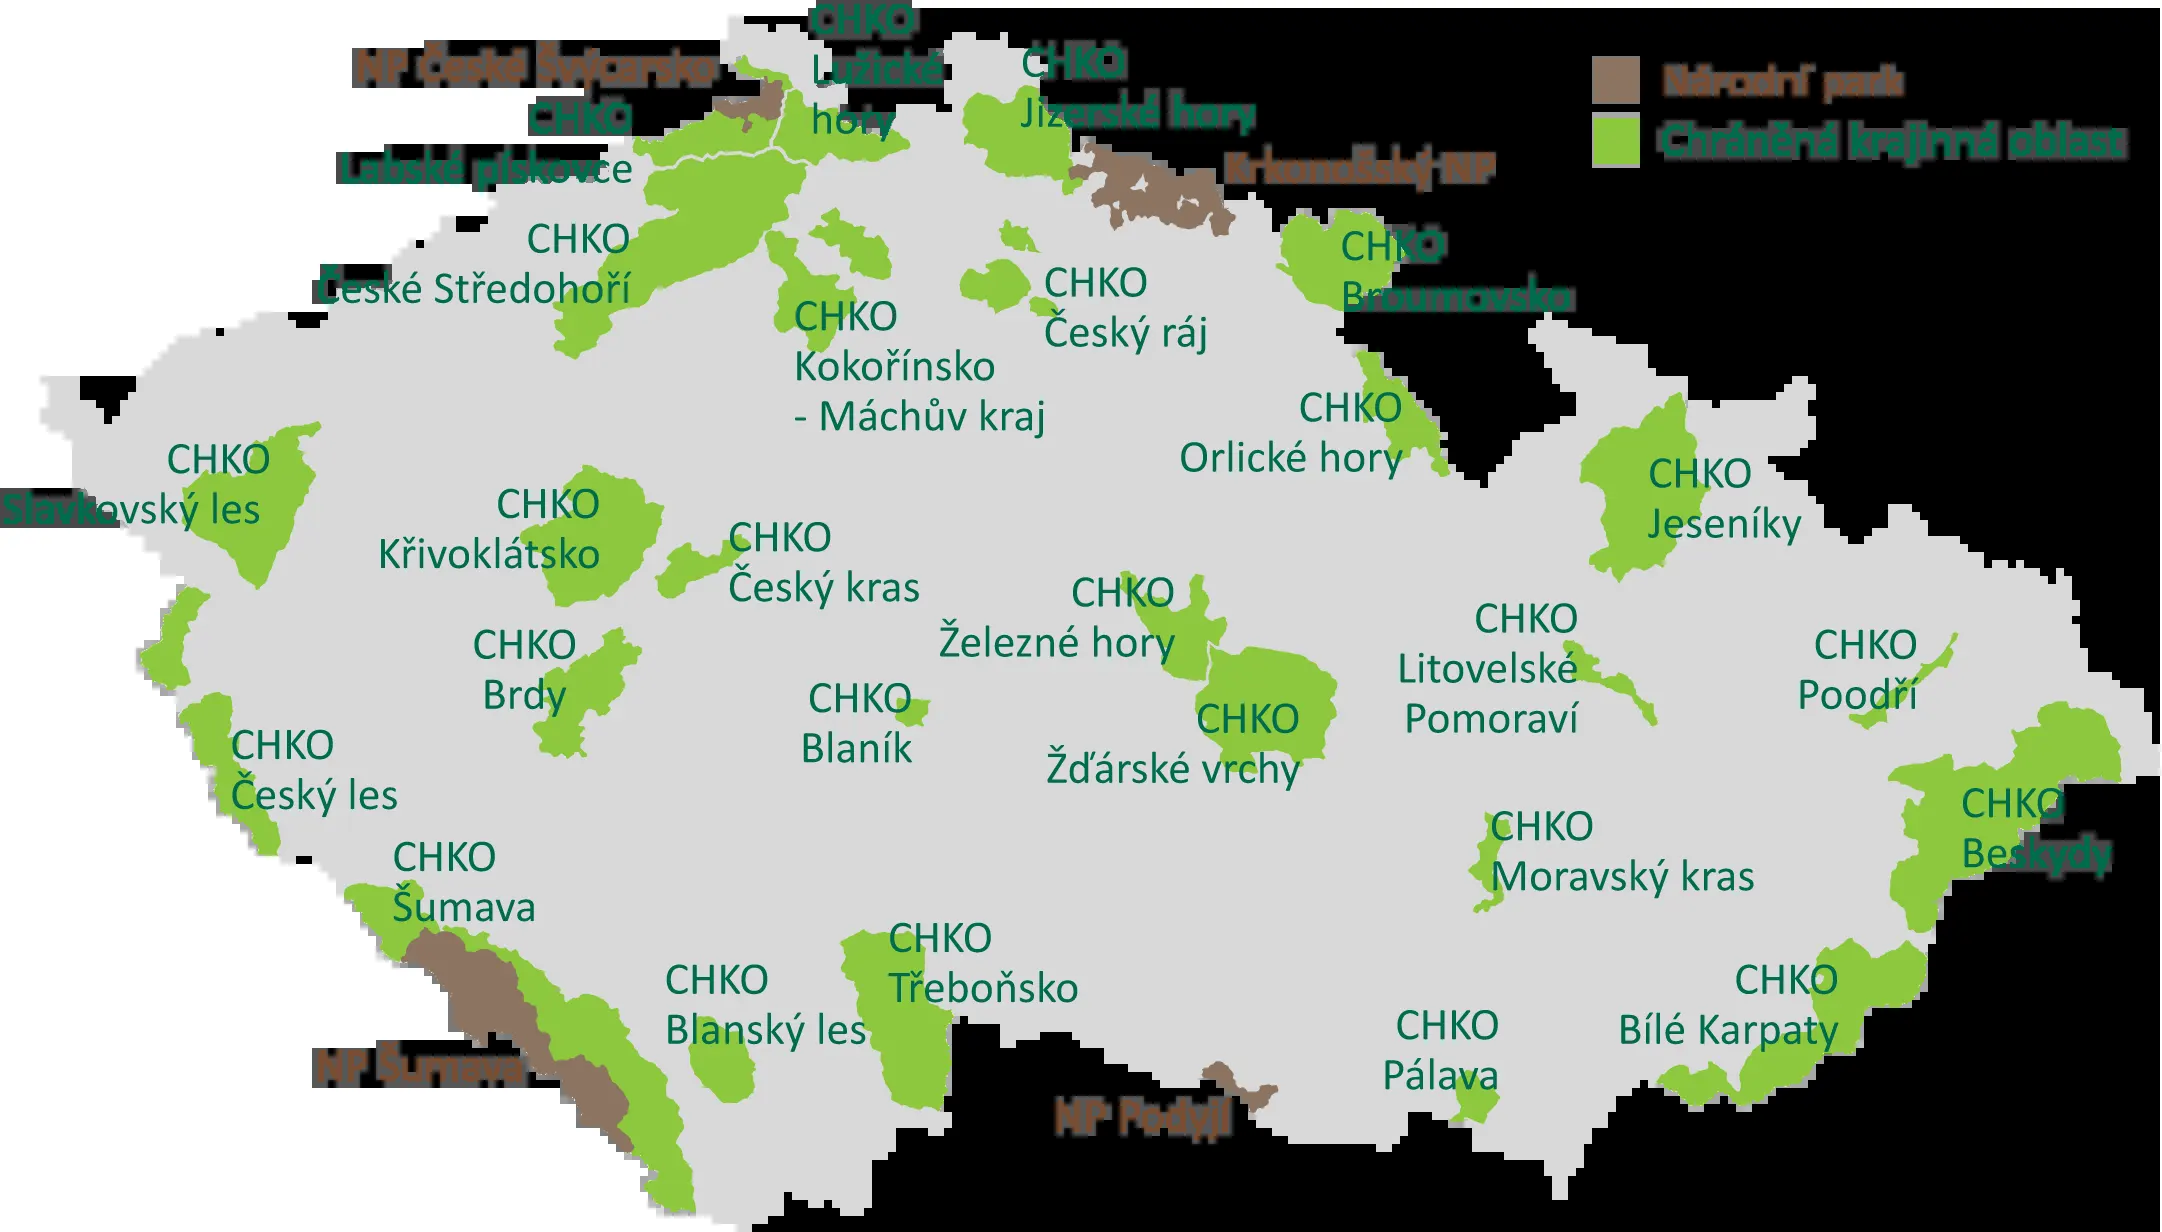 CHKO
Lužické
hory
NP České Švýcarsko
CHKO
Jizerské hory
Národní park
Chráněná krajinná oblast
CHKO
Labské pískovce
Krkonošský NP
CHKO
České Středohoří
CHKO
Broumovsko
CHKO
Český ráj
CHKO
Kokořínsko
- Máchův kraj
CHKO
Orlické hory
CHKO
Slavkovský les
CHKO
Jeseníky
CHKO
Křivoklátsko
CHKO
Český kras
CHKO
Železné hory
CHKO
Litovelské
Pomoraví
CHKO
Poodří
CHKO
Brdy
CHKO
Blaník
CHKO
Žďárské vrchy
CHKO
Český les
CHKO
Beskydy
CHKO
Moravský kras
CHKO
Šumava
CHKO
Třeboňsko
CHKO
Blanský les
CHKO
Bílé Karpaty
CHKO
Pálava
NP Šumava
NP Podyjí